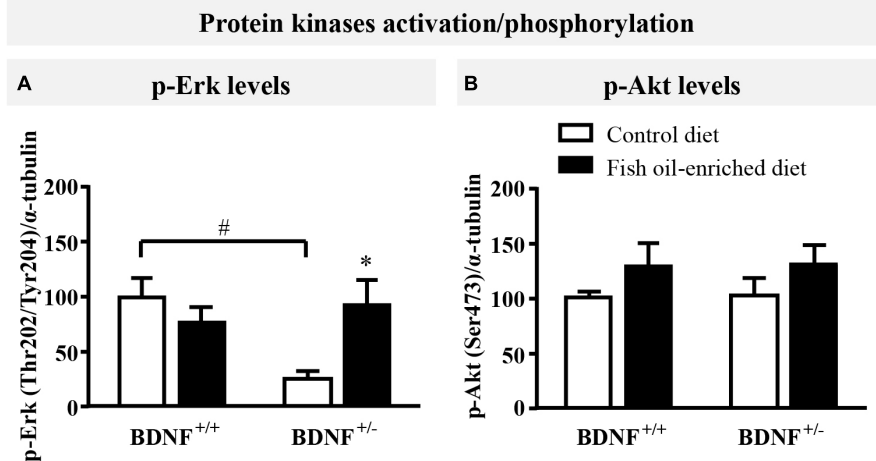 Protein kinases activation/phosphorylation
A p-Erk levels
p-Erk (Thr202/Tyr204)/α-tubulin
200
150
100
50
0
#
*
BDNF+/+ BDNF+/-
B p-Akt levels
Control diet
Fish oil-enriched diet
p-Akt (Ser473)/α-tubulin
200
150
100
50
0
BDNF+/+ BDNF+/-